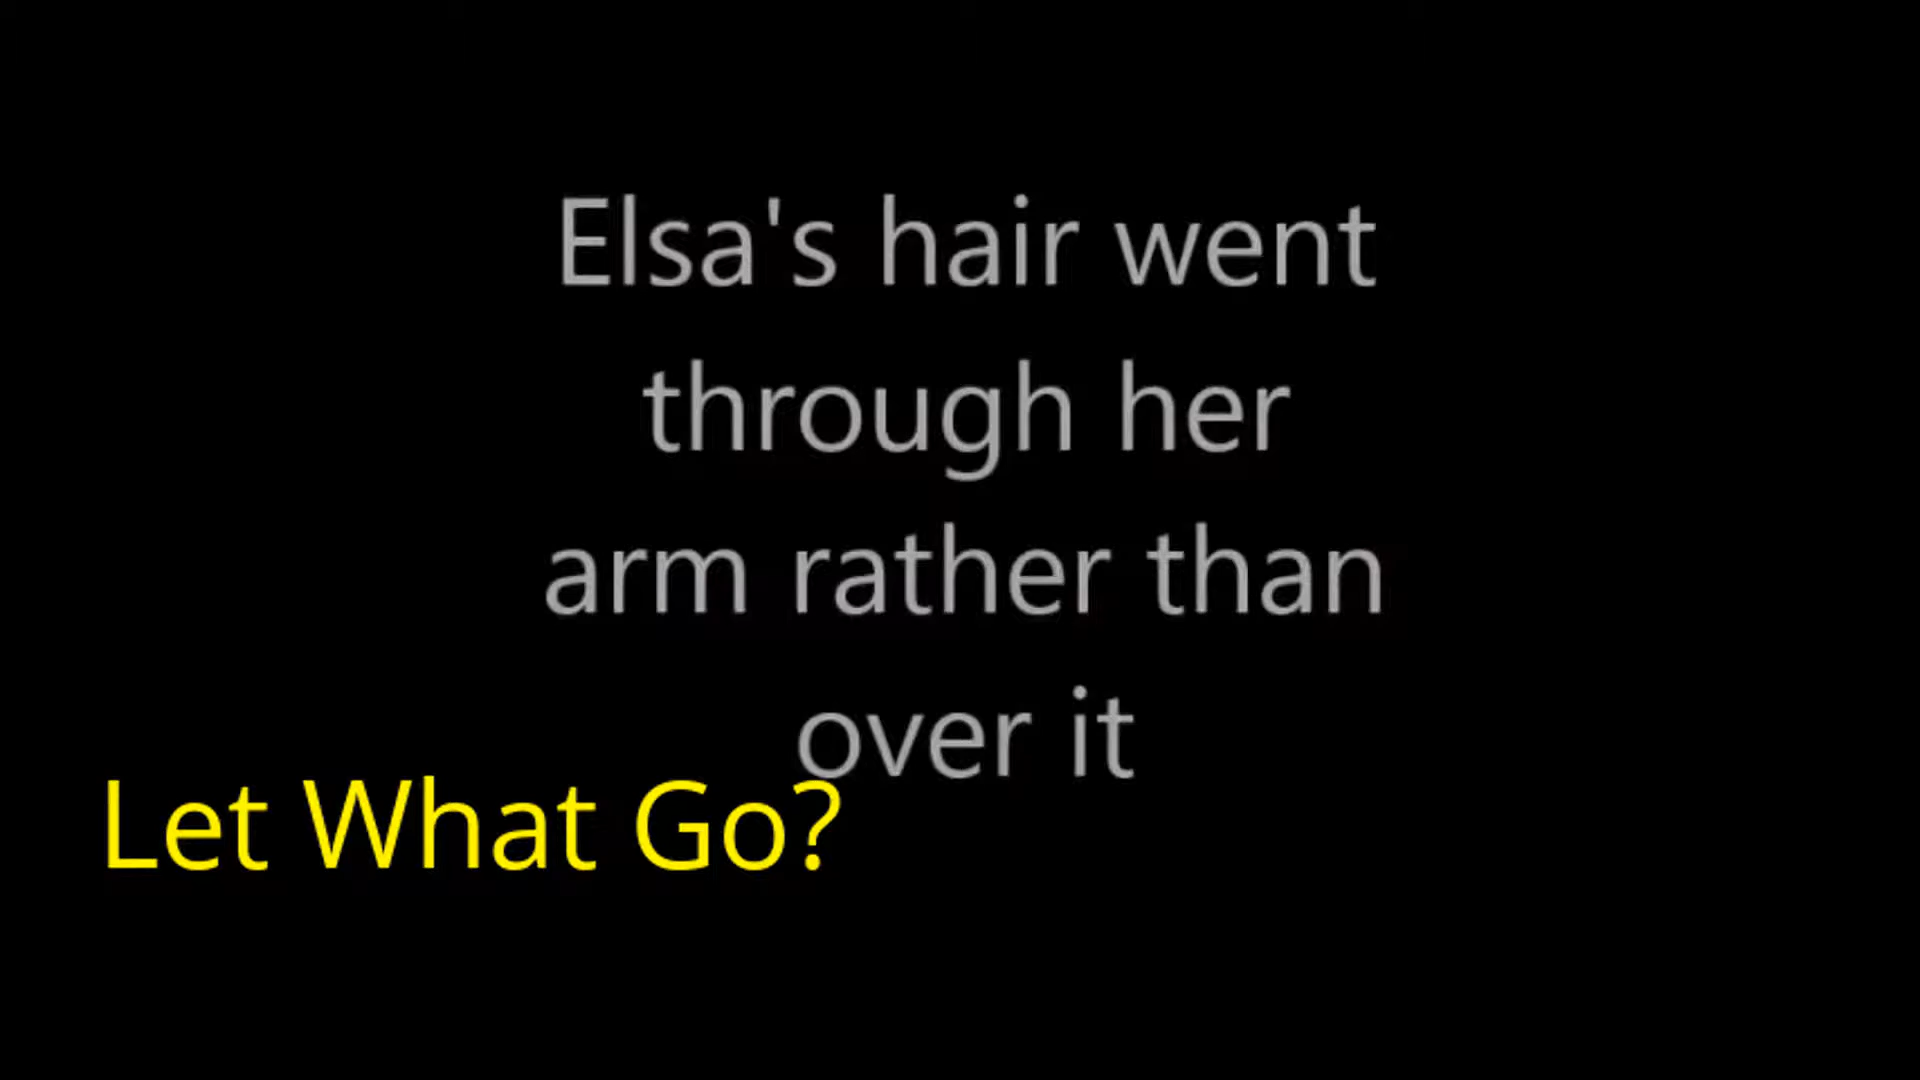 Elsa's hair went
through her
arm rather than
over it
Let What Go?